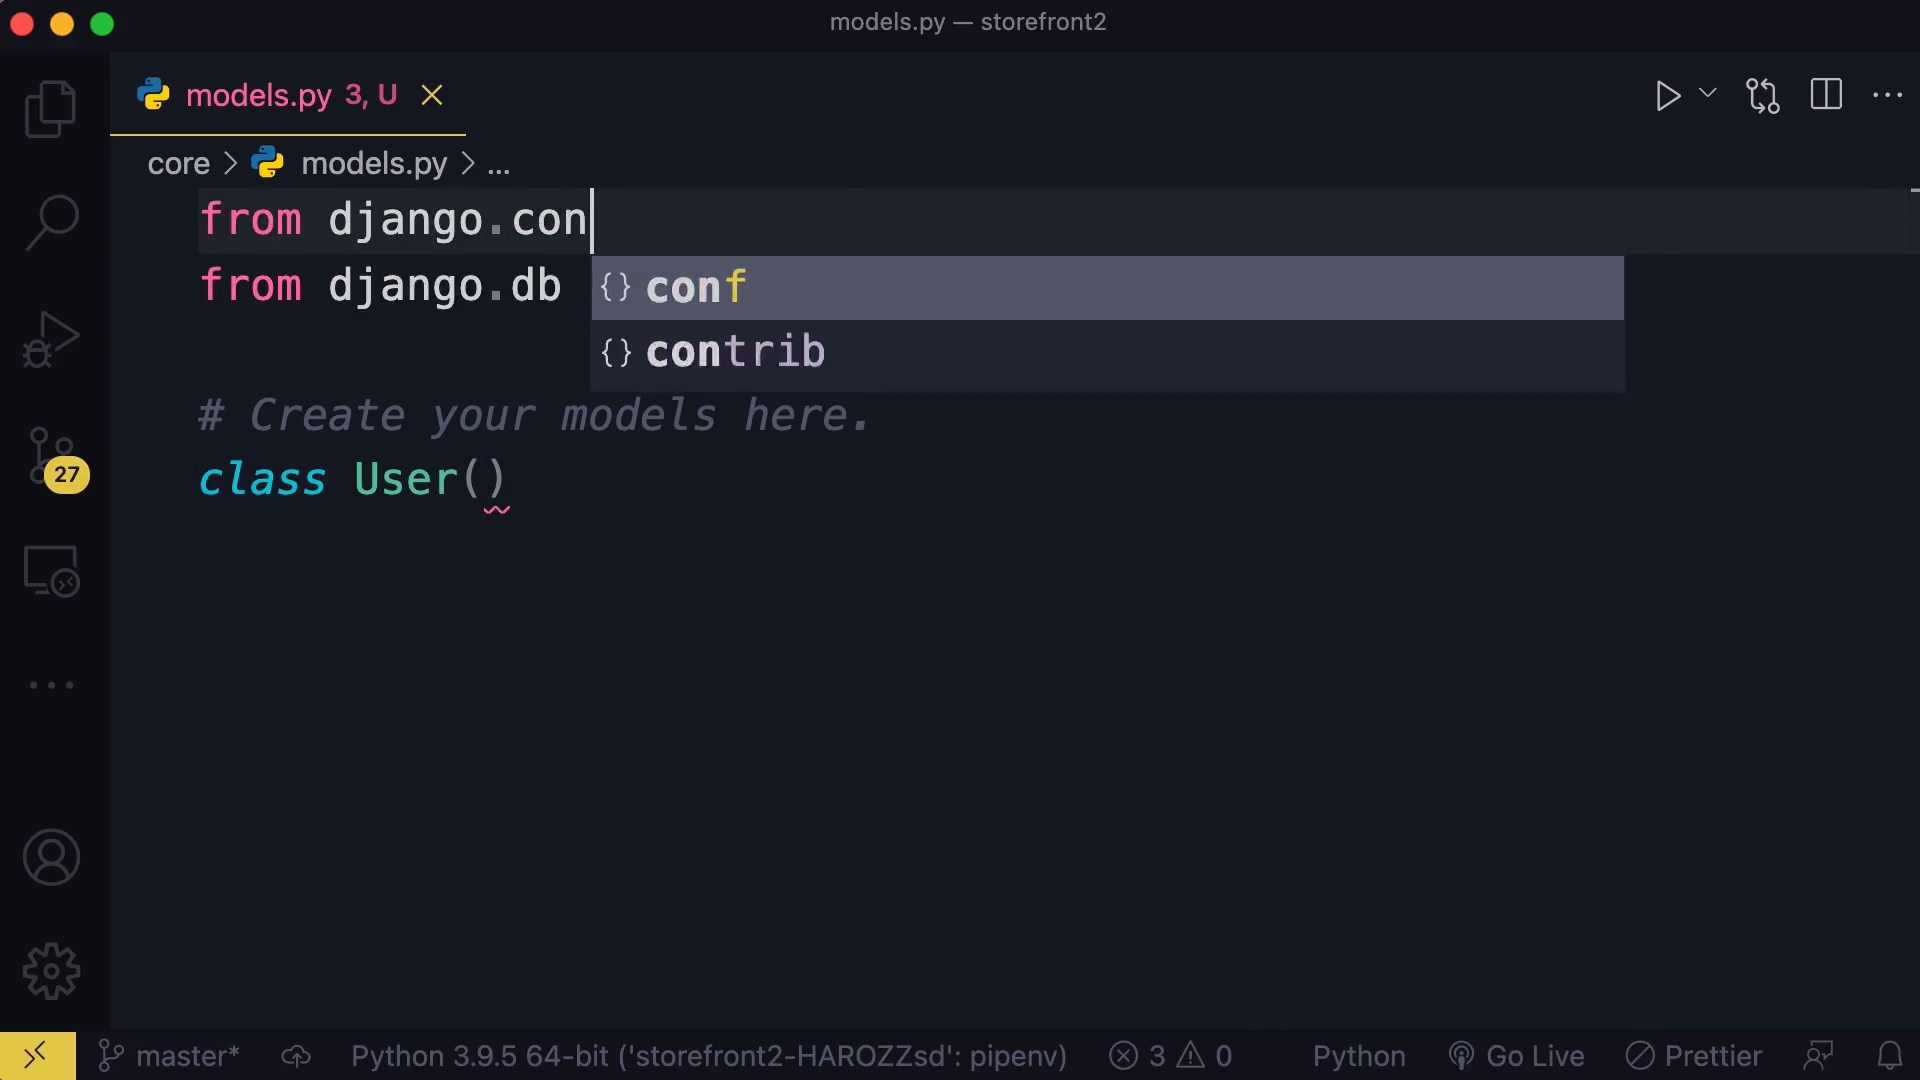 models.py — storefront2
models.py 3, U
core > models.py > ...
from django.con
from django.db
{} conf
{} contrib
# Create your models here.
class User()
27
master*
Python 3.9.5 64-bit ('storefront2-HAROZZsd': pipenv)
3
0
Python
Go Live
Prettier